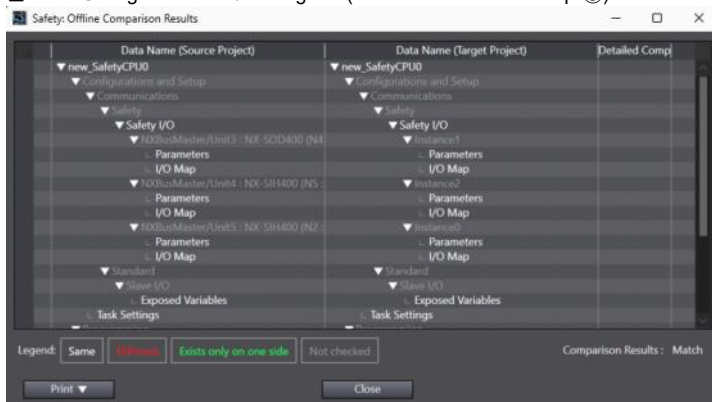 Safety: Offline Comparison Results
Data Name (Source Project) Data Name (Target Project) Detailed Comp
▼ new_SafetyCPU0 ▼ new_SafetyCPU0
▼ Configurations and Setup ▼ Configurations and Setup
▼ Communications ▼ Communications
▼ Safety ▼ Safety
▼ Safety I/O ▼ Safety I/O
▼ NXBusMaster/Unit3 : NX-SOD400 (N4 ▼ Instance1
Parameters Parameters
I/O Map I/O Map
▼ NXBusMaster/Unit4 : NX-SIH400 (N5 : ▼ Instance2
Parameters Parameters
I/O Map I/O Map
▼ NXBusMaster/Unit5 : NX-SIH400 (N2 : ▼ Instance0
Parameters Parameters
I/O Map I/O Map
▼ Standard ▼ Standard
▼ Slave I/O ▼ Slave I/O
Exposed Variables Exposed Variables
Task Settings Task Settings
Legend: Same Different Exists only on one side Not checked Comparison Results : Match
Print ▼ Close